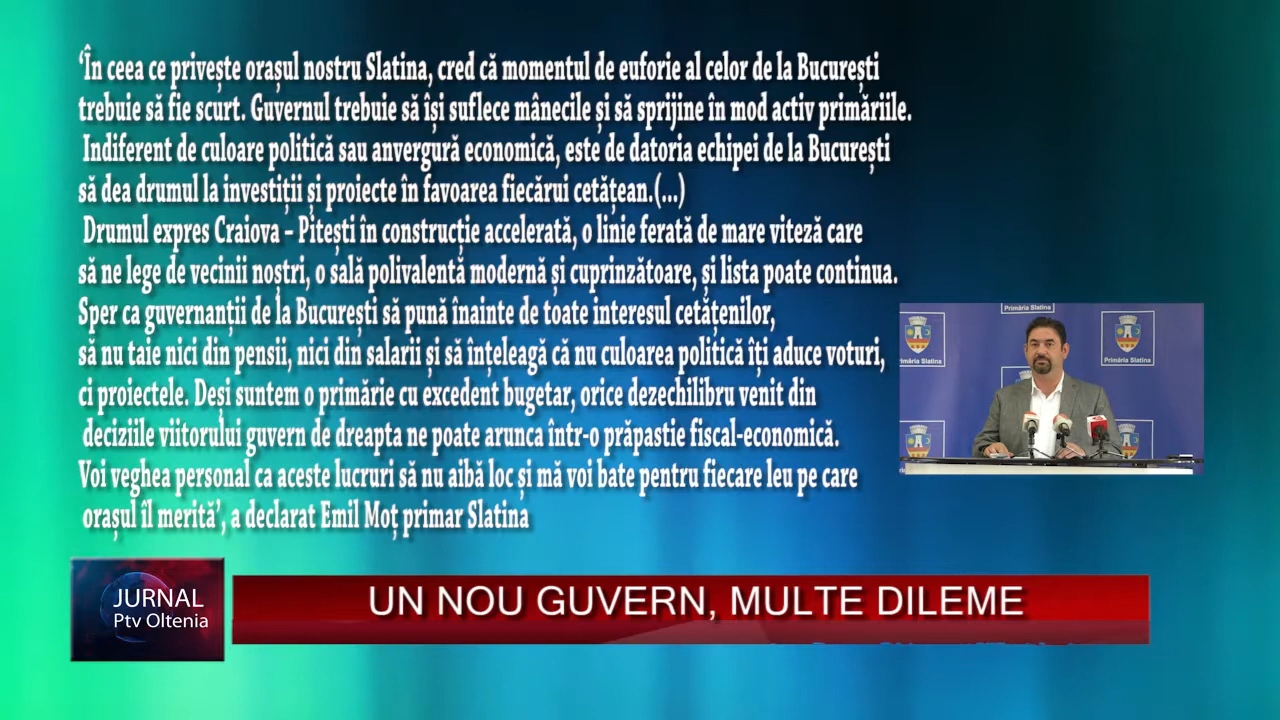 ‘În ceea ce privește orașul nostru Slatina, cred că momentul de euforie al celor de la București
trebuie să fie scurt. Guvernul trebuie să își suflece mânecile și să sprijine în mod activ primăriile.
Indiferent de culoare politică sau anvergură economică, este de datoria echipei de la București
să dea drumul la investiții și proiecte în favoarea fiecărui cetățean.(...)
Drumul expres Craiova – Pitești în construcție accelerată, o linie ferată de mare viteză care
să ne lege de vecinii noștri, o sală polivalentă modernă și cuprinzătoare, și lista poate continua.
Sper ca guvernanții de la București să pună înainte de toate interesul cetățenilor,
să nu taie nici din pensii, nici din salarii și să înțeleagă că nu culoarea politică îți aduce voturi,
ci proiectele. Deși suntem o primărie cu excedent bugetar, orice dezechilibru venit din
deciziile viitorului guvern de dreapta ne poate arunca într-o prăpastie fiscal-economică.
Voi veghea personal ca aceste lucruri să nu aibă loc și mă voi bate pentru fiecare leu pe care
orașul îl merită’, a declarat Emil Moț primar Slatina
Primăria Slatina
Primăria Slatina
Primăria Slatina
JURNAL
Ptv Oltenia
UN NOU GUVERN, MULTE DILEME